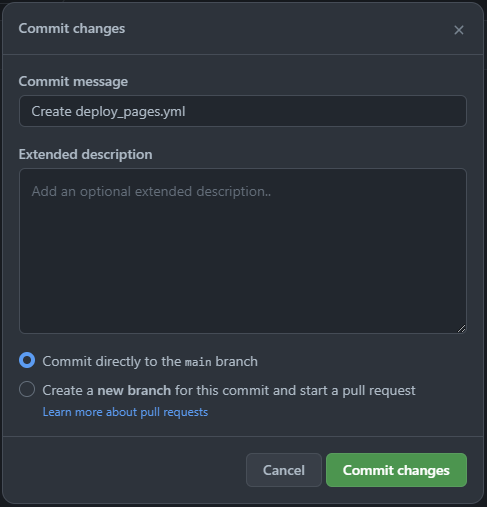 Commit changes
Commit message
Create deploy_pages.yml
Extended description
Add an optional extended description..
Commit directly to the main branch
Create a new branch for this commit and start a pull request
Learn more about pull requests
Cancel
Commit changes